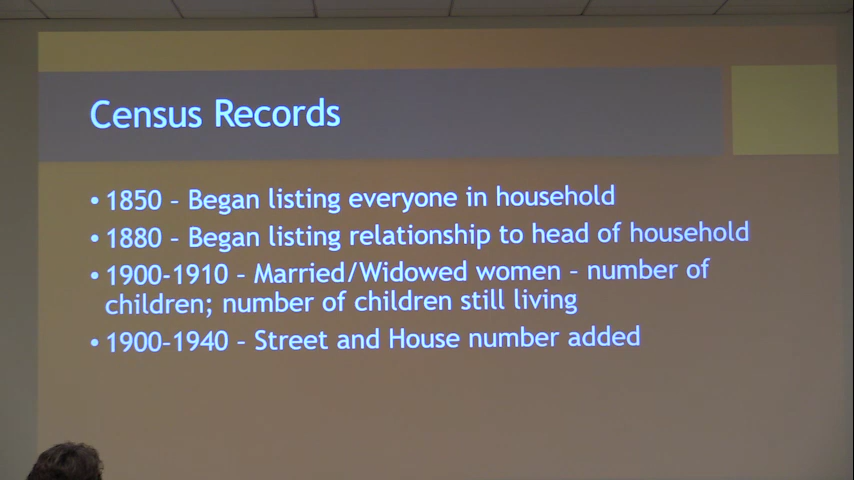 Census Records
• 1850 – Began listing everyone in household
• 1880 – Began listing relationship to head of household
• 1900-1910 – Married/Widowed women – number of
children; number of children still living
• 1900-1940 – Street and House number added